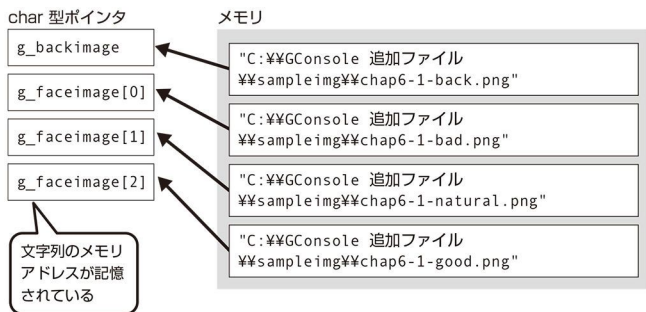 char 型ポインタ
メモリ
g_backimage
g_faceimage[0]
g_faceimage[1]
g_faceimage[2]
"C:¥¥GConsole 追加ファイル
¥¥sampleimg¥¥chap6-1-back.png"
"C:¥¥GConsole 追加ファイル
¥¥sampleimg¥¥chap6-1-bad.png"
"C:¥¥GConsole 追加ファイル
¥¥sampleimg¥¥chap6-1-natural.png"
"C:¥¥GConsole 追加ファイル
¥¥sampleimg¥¥chap6-1-good.png"
文字列のメモリ
アドレスが記憶
されている